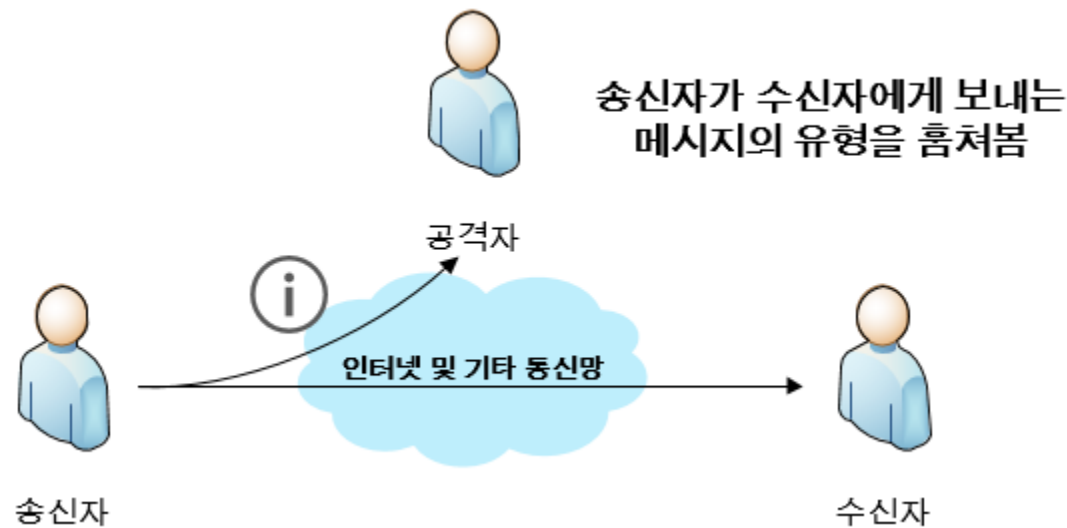 송신자가 수신자에게 보내는
메시지의 유형을 훔쳐봄
공격자
i
인터넷 및 기타 통신망
송신자
수신자